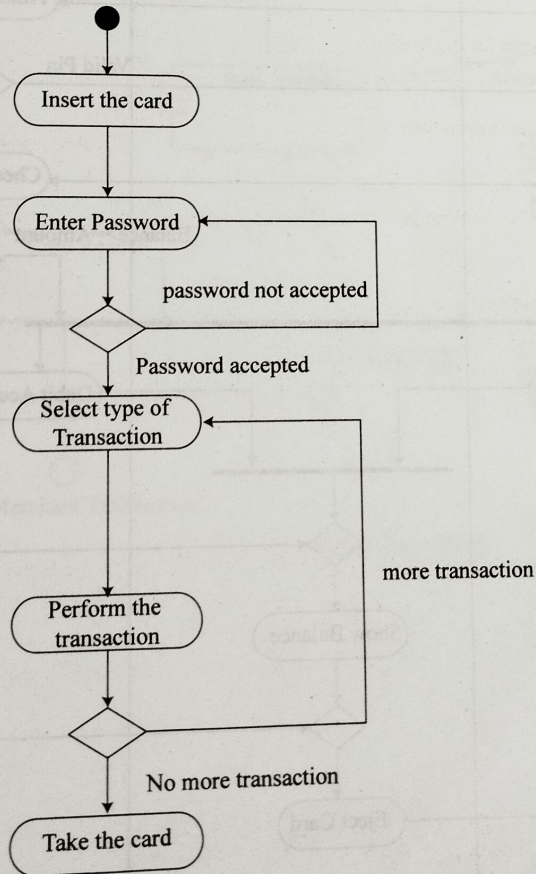 Insert the card
Enter Password
password not accepted
Password accepted
Select type of
Transaction
more transaction
Perform the
transaction
No more transaction
Take the card